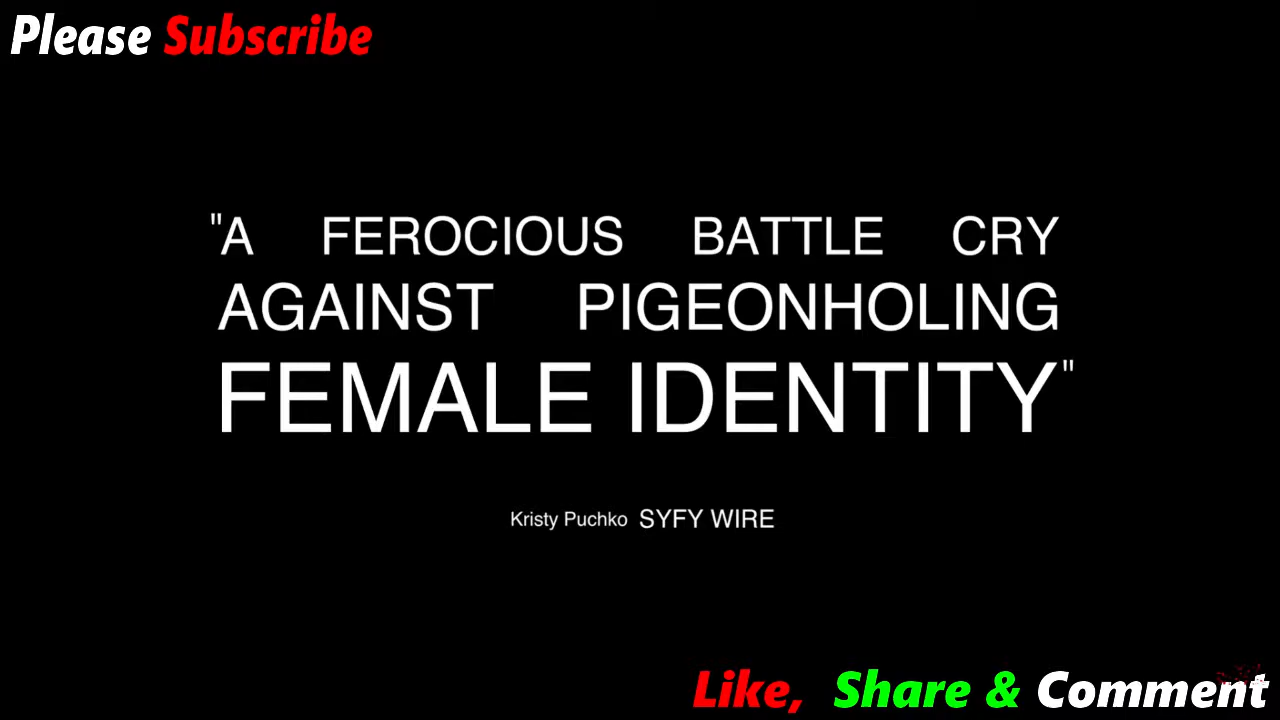 Please Subscribe
"A FEROCIOUS BATTLE CRY
AGAINST PIGEONHOLING
FEMALE IDENTITY"
Kristy Puchko SYFY WIRE
Like, Share & Comment